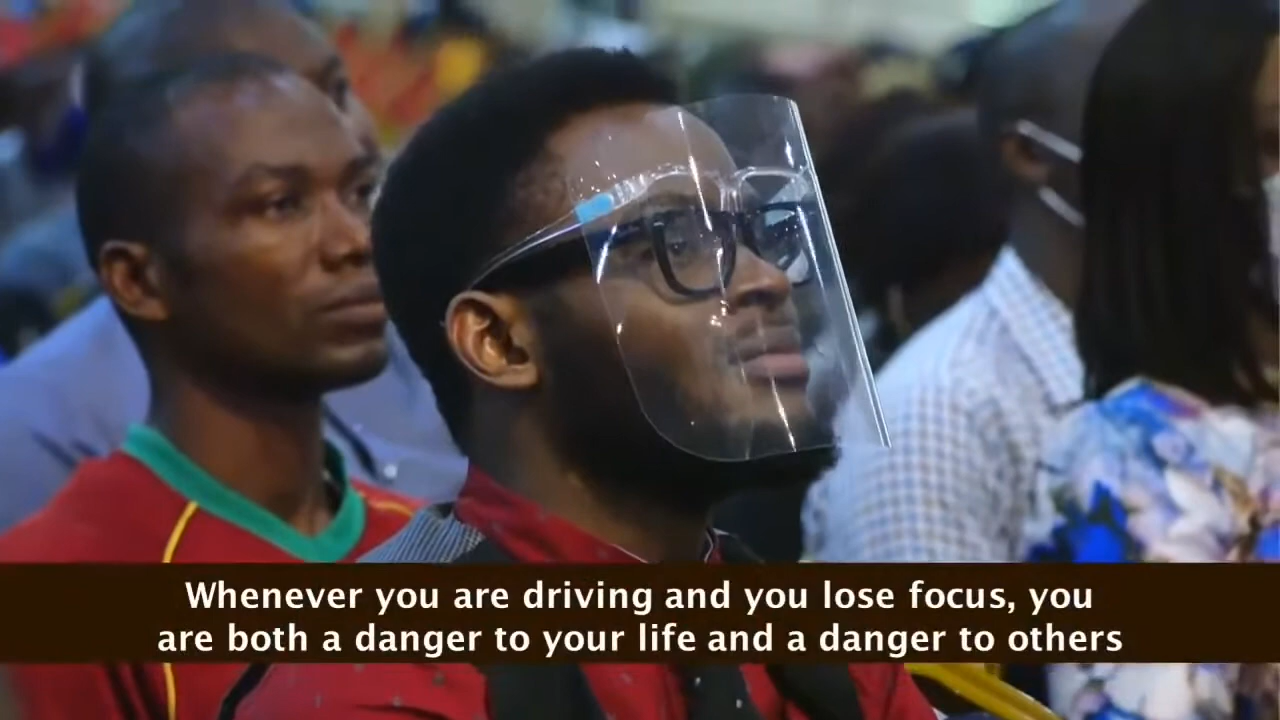 Whenever you are driving and you lose focus, you
are both a danger to your life and a danger to others